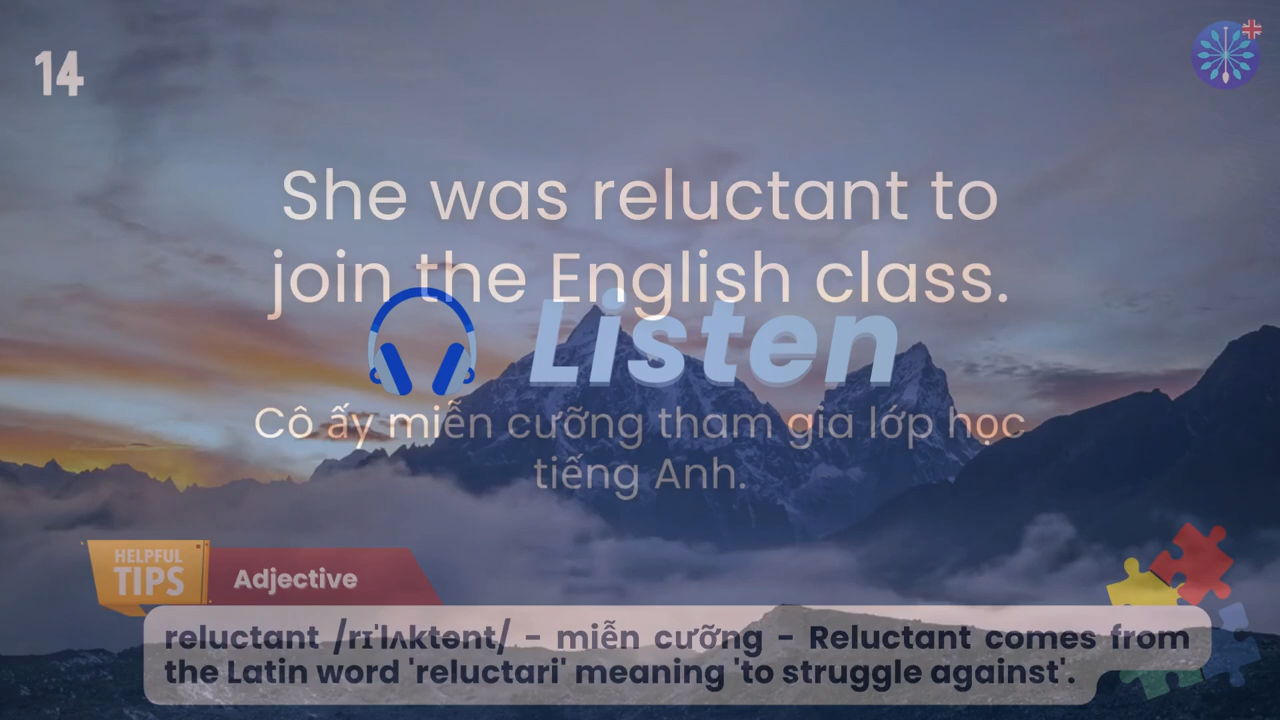 14
She was reluctant to
join the English class.
Listen
Cô ấy miễn cưỡng tham gia lớp học
tiếng Anh.
HELPFUL
TIPS
Adjective
reluctant /rɪˈlʌktənt/ - miễn cưỡng - Reluctant comes from
the Latin word 'reluctari' meaning 'to struggle against'.